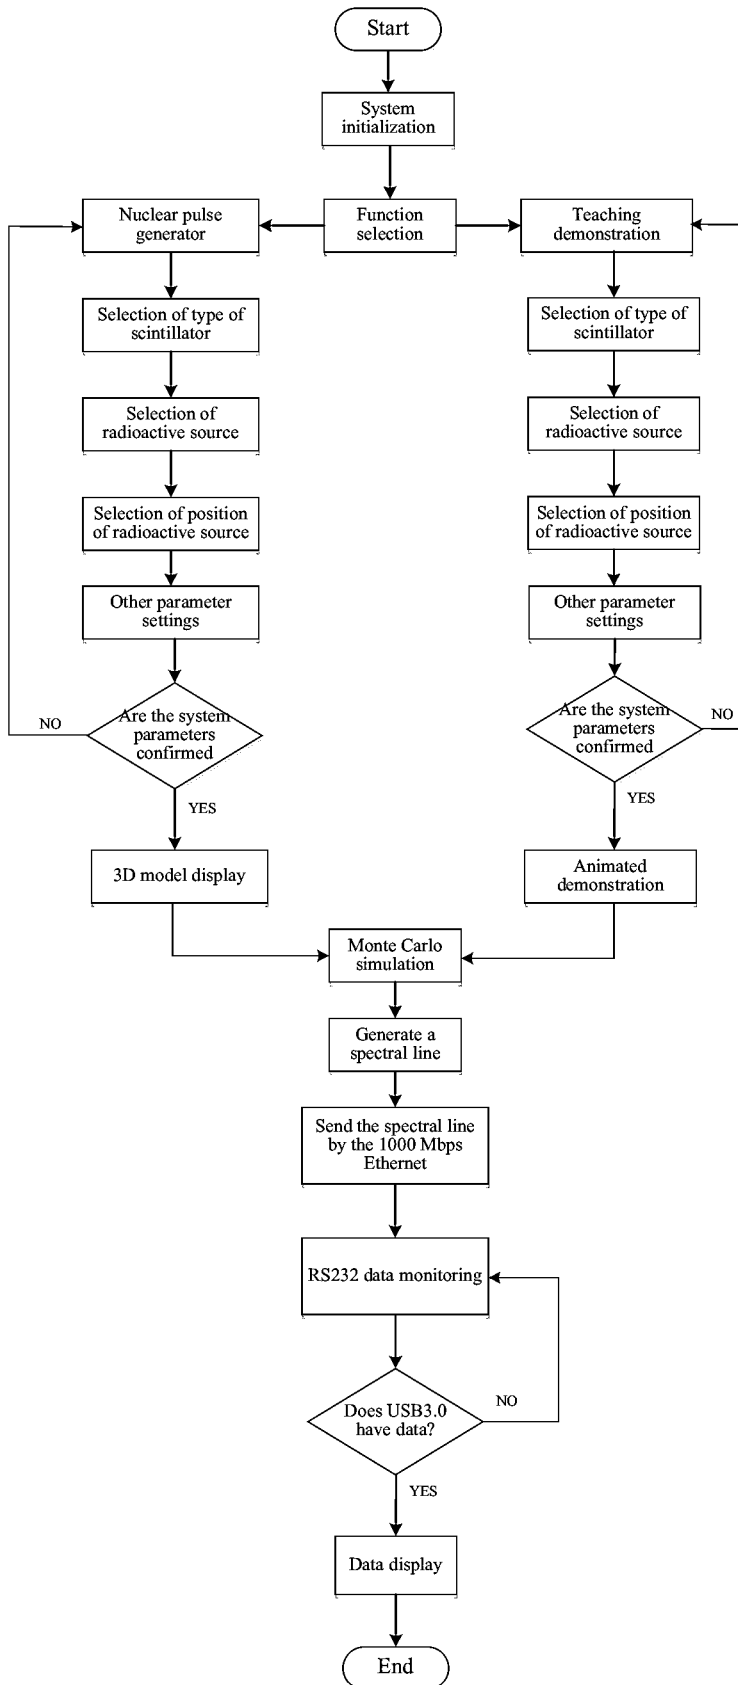 Start
System
initialization
Nuclear pulse
generator
Function
selection
Teaching
demonstration
Selection of type of
scintillator
Selection of type of
scintillator
Selection of
radioactive source
Selection of
radioactive source
Selection of position
of radioactive source
Selection of position
of radioactive source
Other parameter
settings
Other parameter
settings
NO
Are the system
parameters
confirmed
Are the system
parameters
confirmed
NO
YES
YES
3D model display
Animated
demonstration
Monte Carlo
simulation
Generate a
spectral line
Send the spectral line
by the 1000 Mbps
Ethernet
RS232 data monitoring
Does USB3.0
have data?
NO
YES
Data display
End